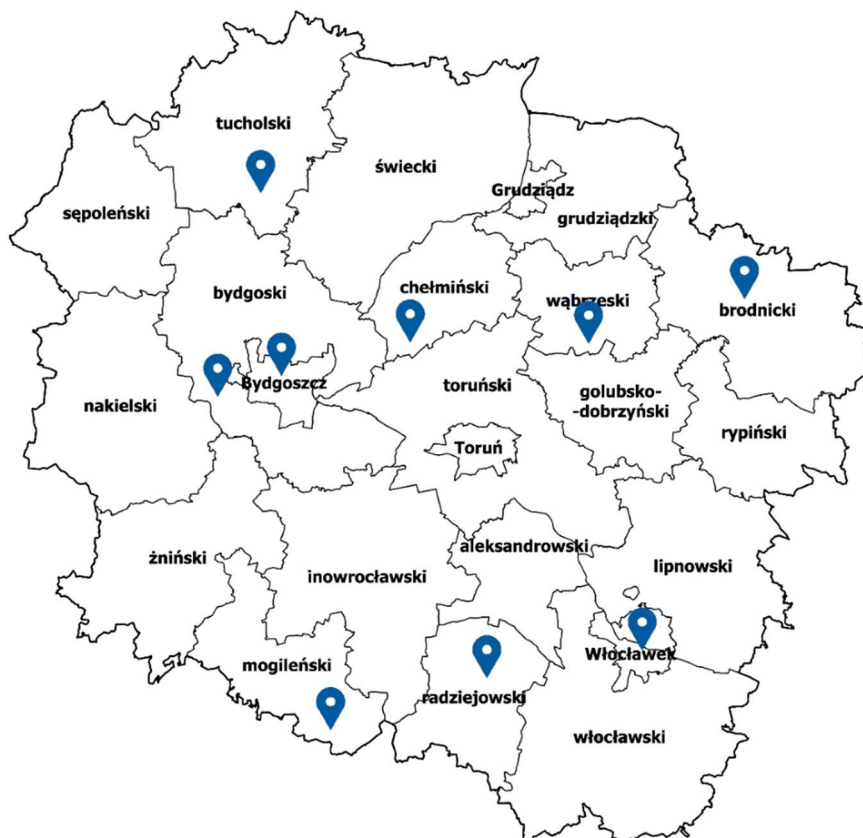 tucholski
świecki
Grudziądz
sępoleński
grudziądzki
bydgoski
chełmiński
wąbrzeski
brodnicki
Bydgoszcz
toruński
golubsko-
-dobrzyński
nakielski
rypiński
Toruń
aleksandrowski
żniński
inowrocławski
lipnowski
Włocławek
mogileński
radziejowski
włocławski